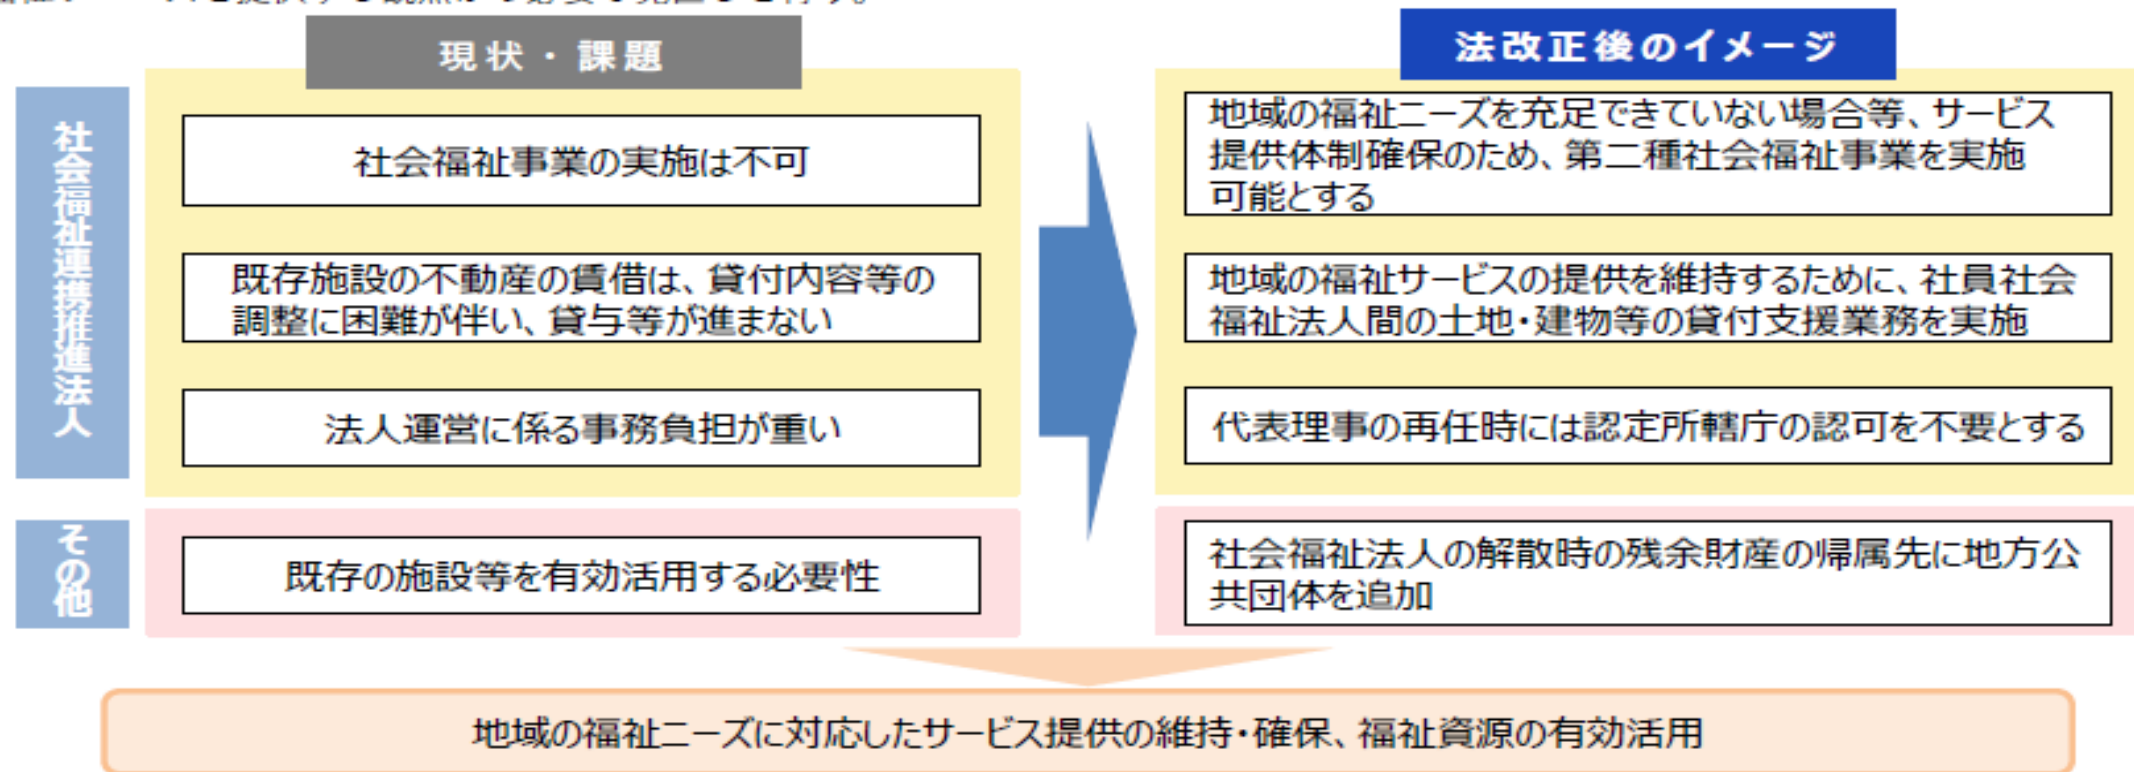 現状・課題
法改正後のイメージ
社会福祉連携推進法人
社会福祉事業の実施は不可
地域の福祉ニーズを充足できていない場合等、サービス
提供体制確保のため、第二種社会福祉事業を実施
可能とする
既存施設の不動産の賃借は、貸付内容等の
調整に困難が伴い、貸与等が進まない
地域の福祉サービスの提供を維持するために、社員社会
福祉法人間の土地・建物等の貸付支援業務を実施
法人運営に係る事務負担が重い
代表理事の再任時には認定所轄庁の認可を不要とする
その他
既存の施設等を有効活用する必要性
社会福祉法人の解散時の残余財産の帰属先に地方公
共団体を追加
地域の福祉ニーズに対応したサービス提供の維持・確保、福祉資源の有効活用